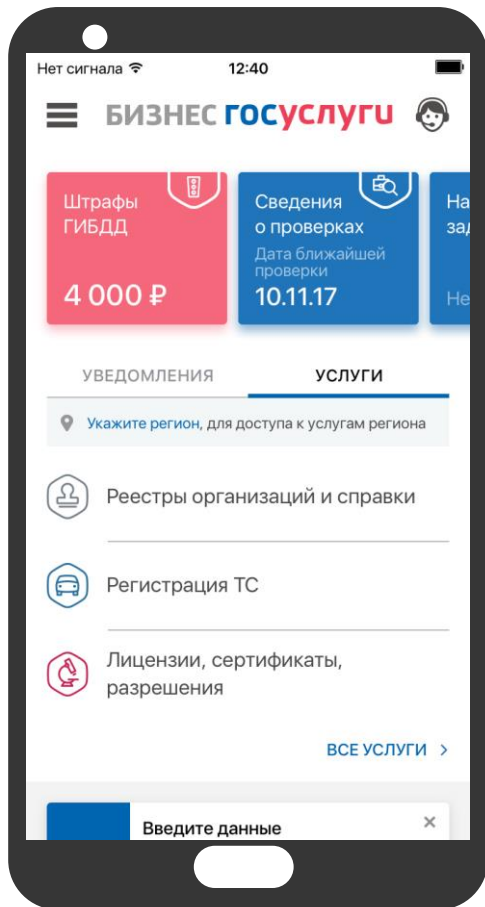 Нет сигнала 12:40
БИЗНЕС ГОСУСЛУГИ
Штрафы
ГИБДД
4 000 ₽
Сведения
о проверках
Дата ближайшей
проверки
10.11.17
УВЕДОМЛЕНИЯ УСЛУГИ
Укажите регион, для доступа к услугам региона
Реестры организаций и справки
Регистрация ТС
Лицензии, сертификаты,
разрешения
ВСЕ УСЛУГИ >
Введите данные